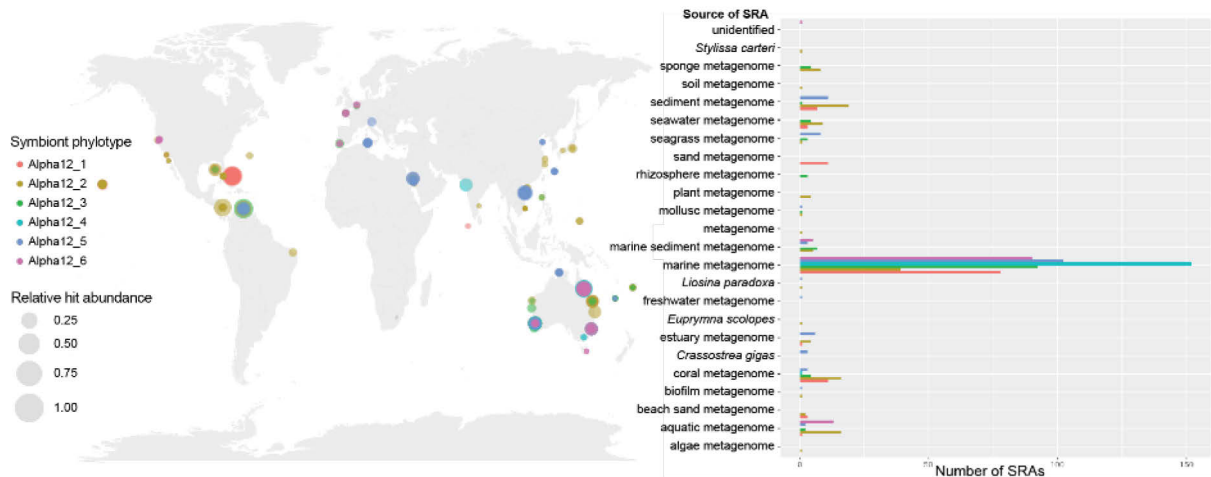 Symbiont phylotype
Alpha12_1
Alpha12_2
Alpha12_3
Alpha12_4
Alpha12_5
Alpha12_6
Relative hit abundance
0.25
0.50
0.75
1.00
Source of SRA
unidentified
Stylissa carteri
sponge metagenome
soil metagenome
sediment metagenome
seawater metagenome
seagrass metagenome
sand metagenome
rhizosphere metagenome
plant metagenome
mollusc metagenome
metagenome
marine sediment metagenome
marine metagenome
Liosina paradoxa
freshwater metagenome
Euprymna scolopes
estuary metagenome
Crassostrea gigas
coral metagenome
biofilm metagenome
beach sand metagenome
aquatic metagenome
algae metagenome
0 50 100 150
Number of SRAs